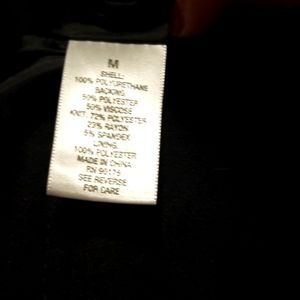 M
SHELL:
100% POLYURETHANE
BACKING:
50% POLYESTER
50% VISCOSE
KNIT: 72% POLYESTER
23% RAYON
5% SPANDEX
LINING:
100% POLYESTER
MADE IN CHINA
RN 99175
SEE REVERSE
FOR CARE